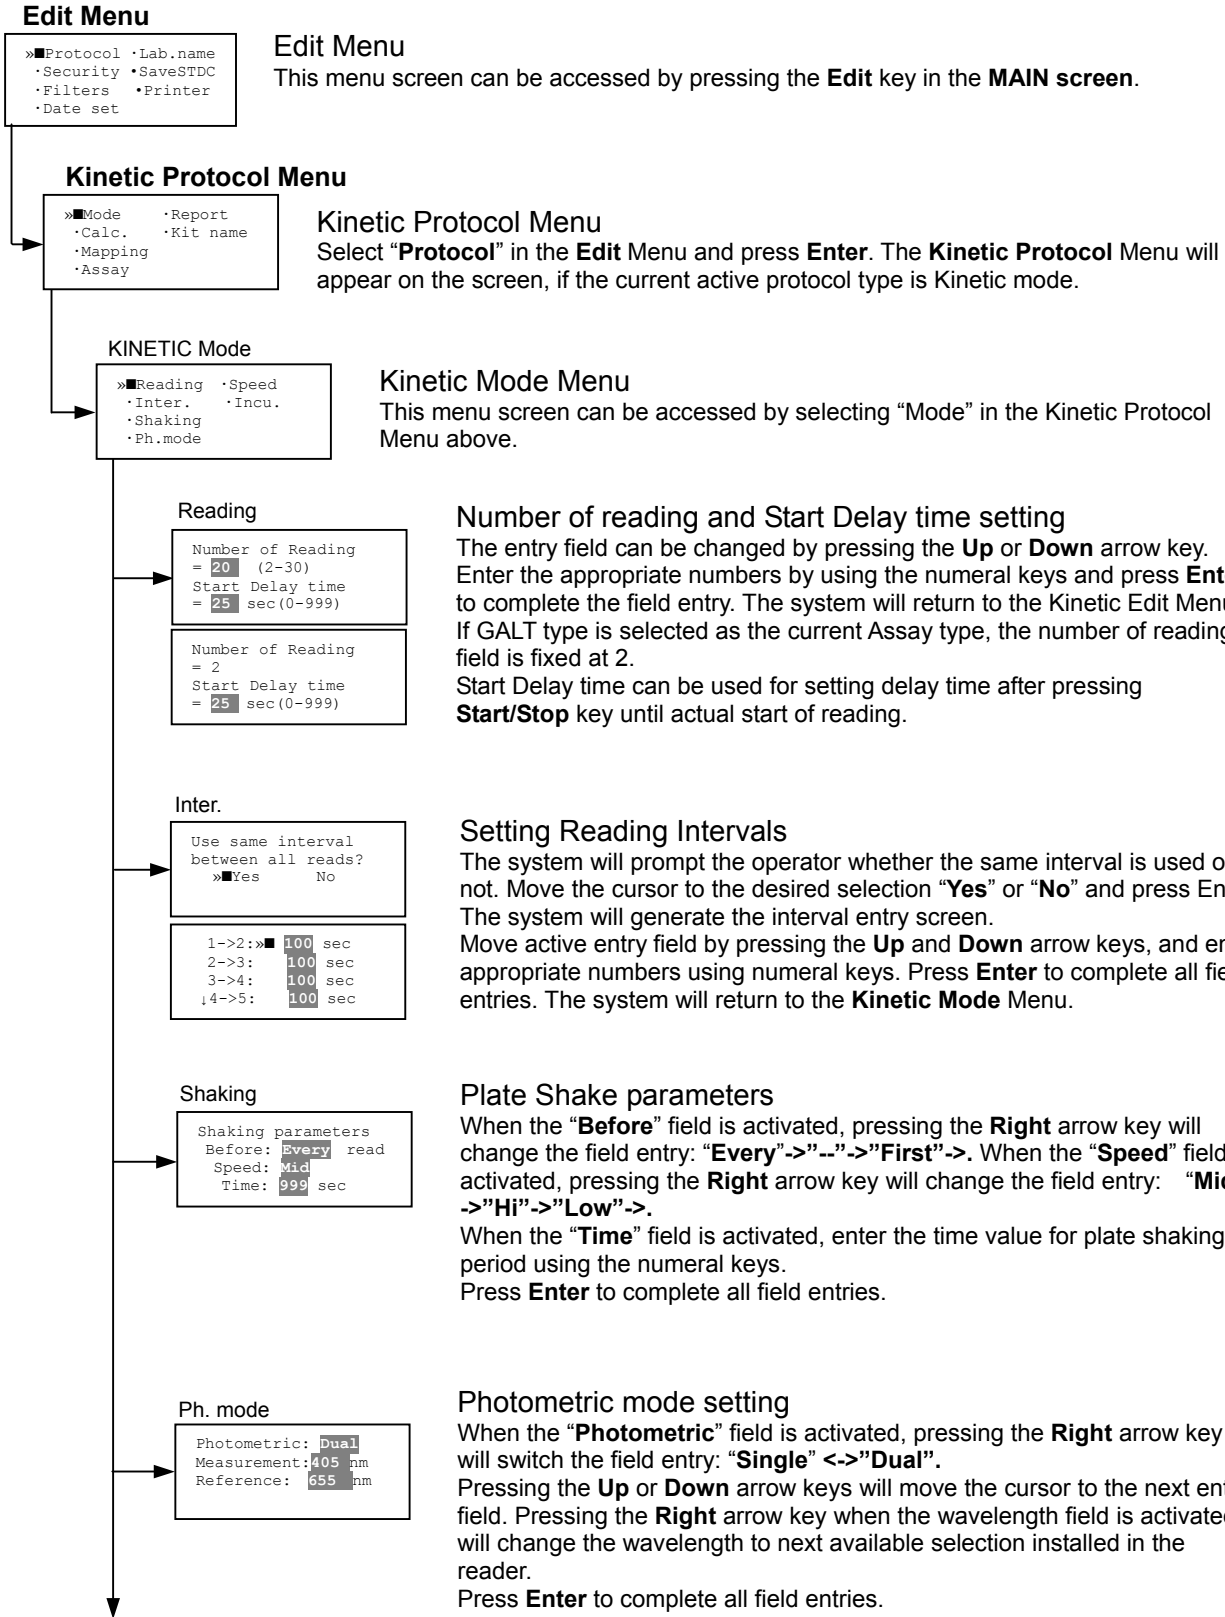 Edit Menu
»■Protocol ·Lab.name
·Security •SaveSTDC
·Filters •Printer
·Date set
Edit Menu
This menu screen can be accessed by pressing the Edit key in the MAIN screen.
Kinetic Protocol Menu
»■Mode ·Report
·Calc. ·Kit name
·Mapping
·Assay
Kinetic Protocol Menu
Select “Protocol” in the Edit Menu and press Enter. The Kinetic Protocol Menu will
appear on the screen, if the current active protocol type is Kinetic mode.
KINETIC Mode
»■Reading ·Speed
·Inter. ·Incu.
·Shaking
·Ph.mode
Kinetic Mode Menu
This menu screen can be accessed by selecting “Mode” in the Kinetic Protocol
Menu above.
Reading
Number of Reading
= 20 (2-30)
Start Delay time
= 25 sec(0-999)
Number of Reading
= 2
Start Delay time
= 25 sec(0-999)
Number of reading and Start Delay time setting
The entry field can be changed by pressing the Up or Down arrow key.
Enter the appropriate numbers by using the numeral keys and press
to complete the field entry. The system will return to the Kinetic Edit Menu
If GALT type is selected as the current Assay type, the number of reading
field is fixed at 2.
Start Delay time can be used for setting delay time after pressing
Start/Stop key until actual start of reading.
Inter.
Use same interval
between all reads?
»■Yes No
1->2:»■ 100 sec
2->3: 100 sec
3->4: 100 sec
↓4->5: 100 sec
Setting Reading Intervals
The system will prompt the operator whether the same interval is used
not. Move the cursor to the desired selection “Yes” or “No” and press
The system will generate the interval entry screen.
Move active entry field by pressing the Up and Down arrow keys, and
appropriate numbers using numeral keys. Press Enter to complete all
entries. The system will return to the Kinetic Mode Menu.
Shaking
Shaking parameters
Before: Every read
Speed: Mid
Time: 999 sec
Plate Shake parameters
When the “Before” field is activated, pressing the Right arrow key will
change the field entry: “Every”->”--”->”First”->. When the “Speed” field
activated, pressing the Right arrow key will change the field entry:
->”Hi”->”Low”->.
When the “Time” field is activated, enter the time value for plate shaking
period using the numeral keys.
Press Enter to complete all field entries.
Ph. mode
Photometric: Dual
Measurement:405 nm
Reference: 655 nm
Photometric mode setting
When the “Photometric” field is activated, pressing the Right arrow key
will switch the field entry: “Single” <->”Dual”.
Pressing the Up or Down arrow keys will move the cursor to the next
field. Pressing the Right arrow key when the wavelength field is
will change the wavelength to next available selection installed in the
reader.
Press Enter to complete all field entries.